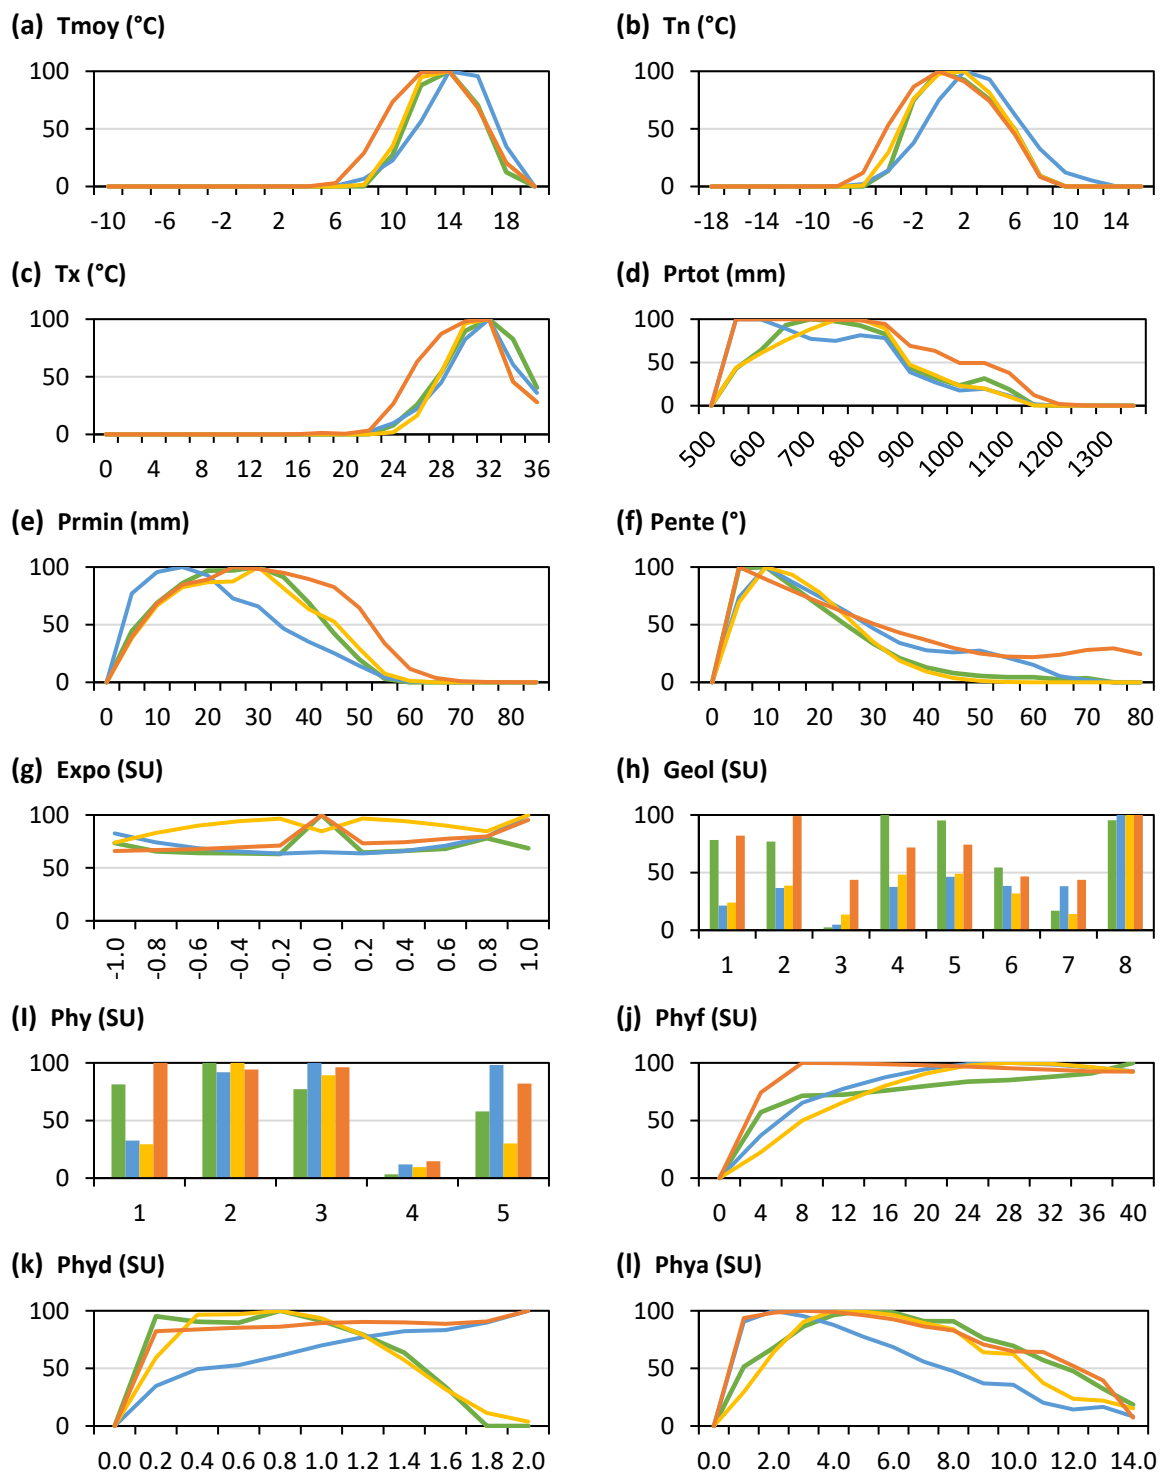 (a) Tmoy (°C)
100
50
0
-10 -6 -2 2 6 10 14 18
(b) Tn (°C)
100
50
0
-18 -14 -10 -6 -2 2 6 10 14
(c) Tx (°C)
100
50
0
0 4 8 12 16 20 24 28 32 36
(d) Prtot (mm)
100
50
0
500 600 700 800 900 1000 1100 1200 1300
(e) Prmin (mm)
100
50
0
0 10 20 30 40 50 60 70 80
(f) Pente (°)
100
50
0
0 10 20 30 40 50 60 70 80
(g) Expo (SU)
100
50
0
-1.0 -0.8 -0.6 -0.4 -0.2 0.0 0.2 0.4 0.6 0.8 1.0
(h) Geol (SU)
100
50
0
1 2 3 4 5 6 7 8
(I) Phy (SU)
100
50
0
1 2 3 4 5
(j) Phyf (SU)
100
50
0
0 4 8 12 16 20 24 28 32 36 40
(k) Phyd (SU)
100
50
0
0.0 0.2 0.4 0.6 0.8 1.0 1.2 1.4 1.6 1.8 2.0
(l) Phya (SU)
100
50
0
0.0 2.0 4.0 6.0 8.0 10.0 12.0 14.0